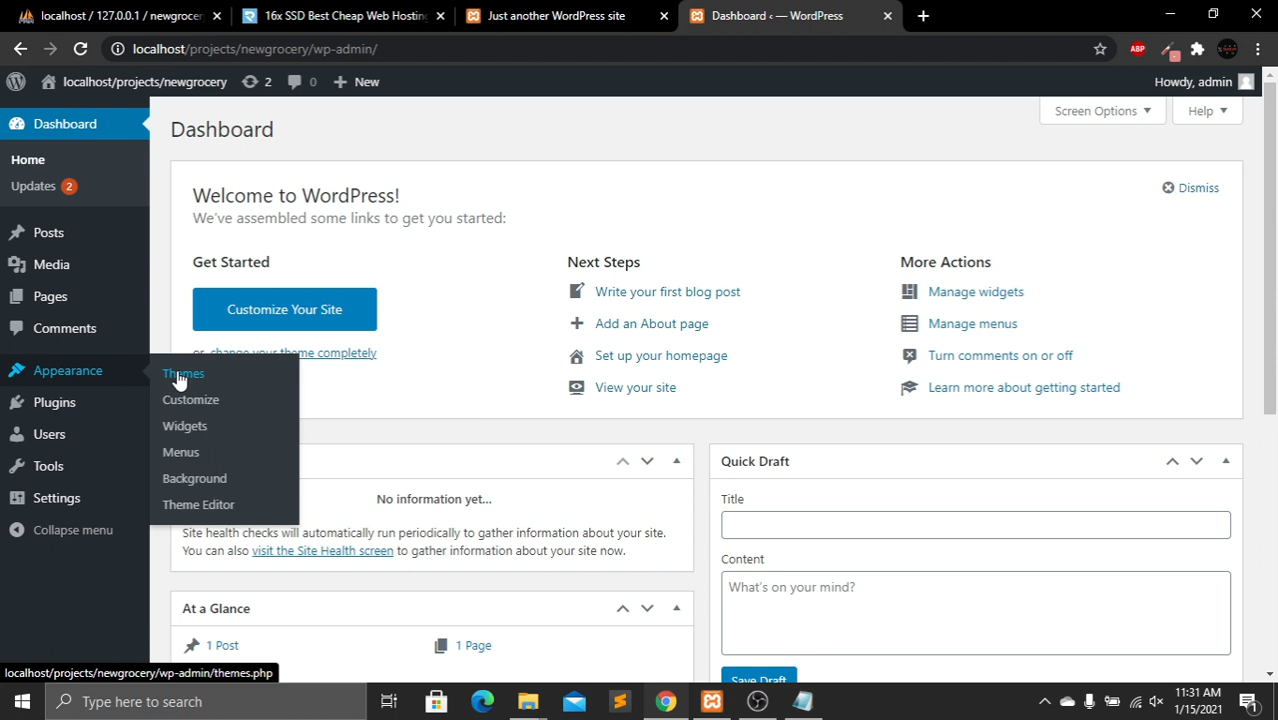 localhost / 127.0.0.1 / newgrocery
16x SSD Best Cheap Web Hosting
Just another WordPress site
Dashboard ‹ — WordPress
localhost/projects/newgrocery/wp-admin/
ABP
localhost/projects/newgrocery
2
0
New
Howdy, admin
Dashboard
Home
Updates 2
Posts
Media
Pages
Comments
Appearance
Plugins
Users
Tools
Settings
Collapse menu
Themes
Customize
Widgets
Menus
Background
Theme Editor
Dashboard
Screen Options
Help
Welcome to WordPress!
We've assembled some links to get you started:
Dismiss
Get Started
Customize Your Site
or, change your theme completely
Next Steps
Write your first blog post
Add an About page
Set up your homepage
View your site
More Actions
Manage widgets
Manage menus
Turn comments on or off
Learn more about getting started
No information yet...
Site health checks will automatically run periodically to gather information about your site.
You can also visit the Site Health screen to gather information about your site now.
At a Glance
1 Post
1 Page
Quick Draft
Title
Content
What's on your mind?
Save Draft
localhost/projects/newgrocery/wp-admin/themes.php
Type here to search
11:31 AM
1/15/2021
1